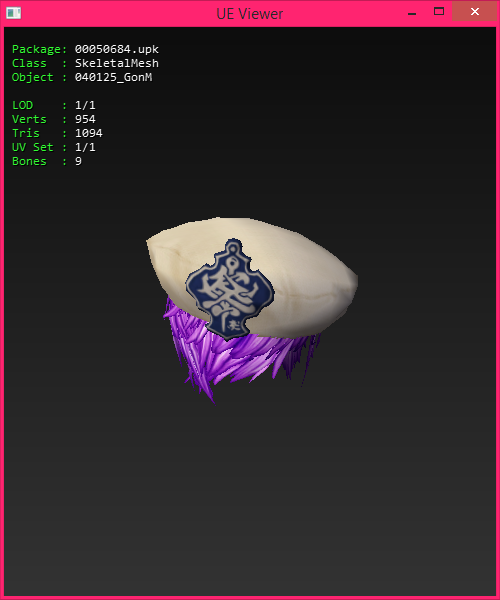 UE Viewer
Package: 00050684.upk
Class : SkeletalMesh
Object : 040125_GonM
LOD : 1/1
Verts : 954
Tris : 1094
UV Set : 1/1
Bones : 9